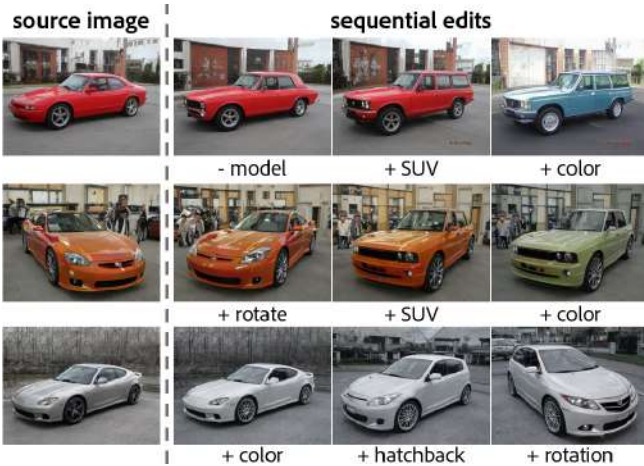 source image
sequential edits
- model
+ SUV
+ color
+ rotate
+ SUV
+ color
+ color
+ hatchback
+ rotation